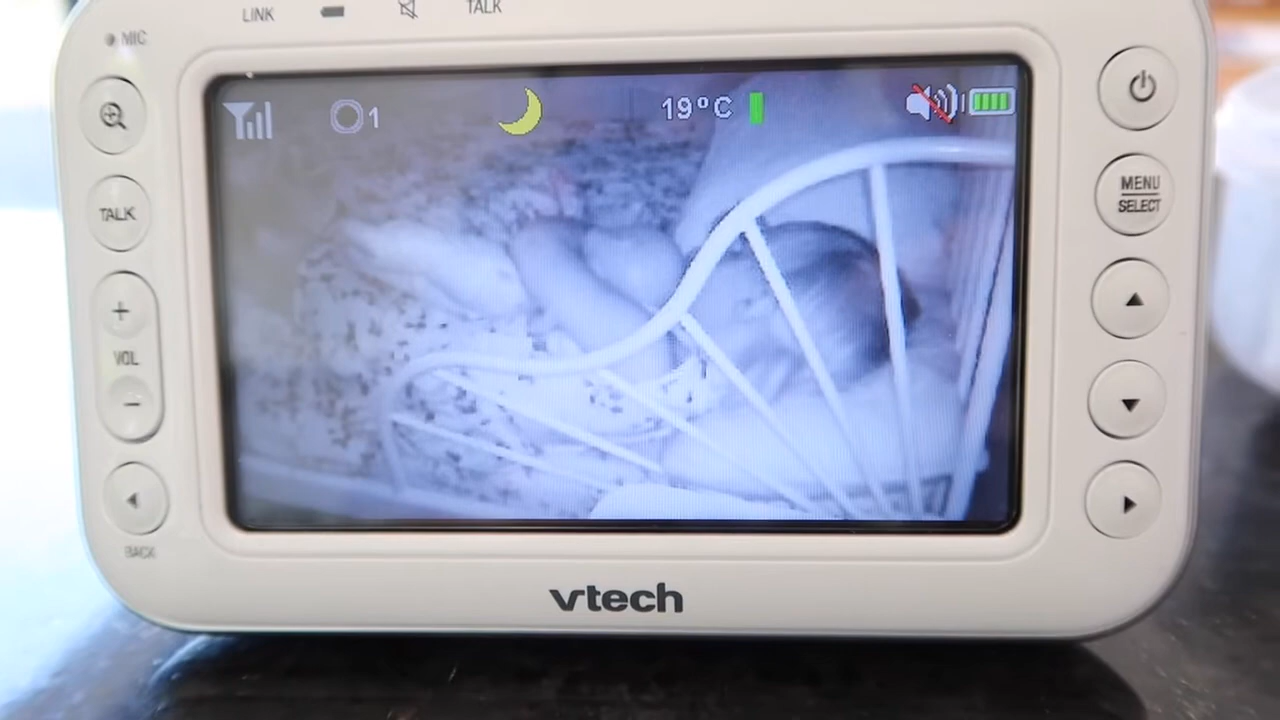 LINK
TALK
MIC
1
19°C
TALK
MENU
SELECT
+
VOL
−
BACK
vtech